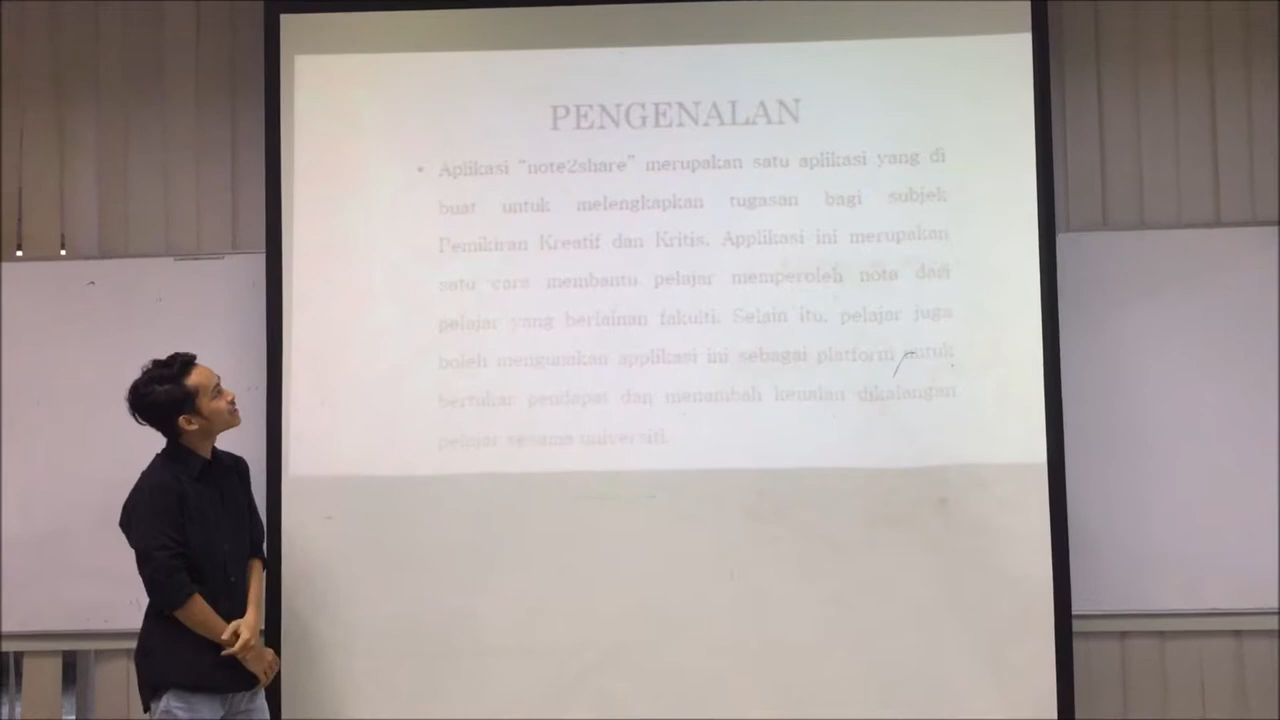 PENGENALAN
• Aplikasi "note2share" merupakan satu aplikasi yang di
buat untuk melengkapkan tugasan bagi subjek
Pemikiran Kreatif dan Kritis. Applikasi ini merupakan
satu cara membantu pelajar memperoleh nota dari
pelajar yang berlainan fakulti. Selain itu, pelajar juga
boleh mengunakan applikasi ini sebagai platform untuk
bertukar pendapat dan menambah kenalan dikalangan
pelajar sesama universiti.